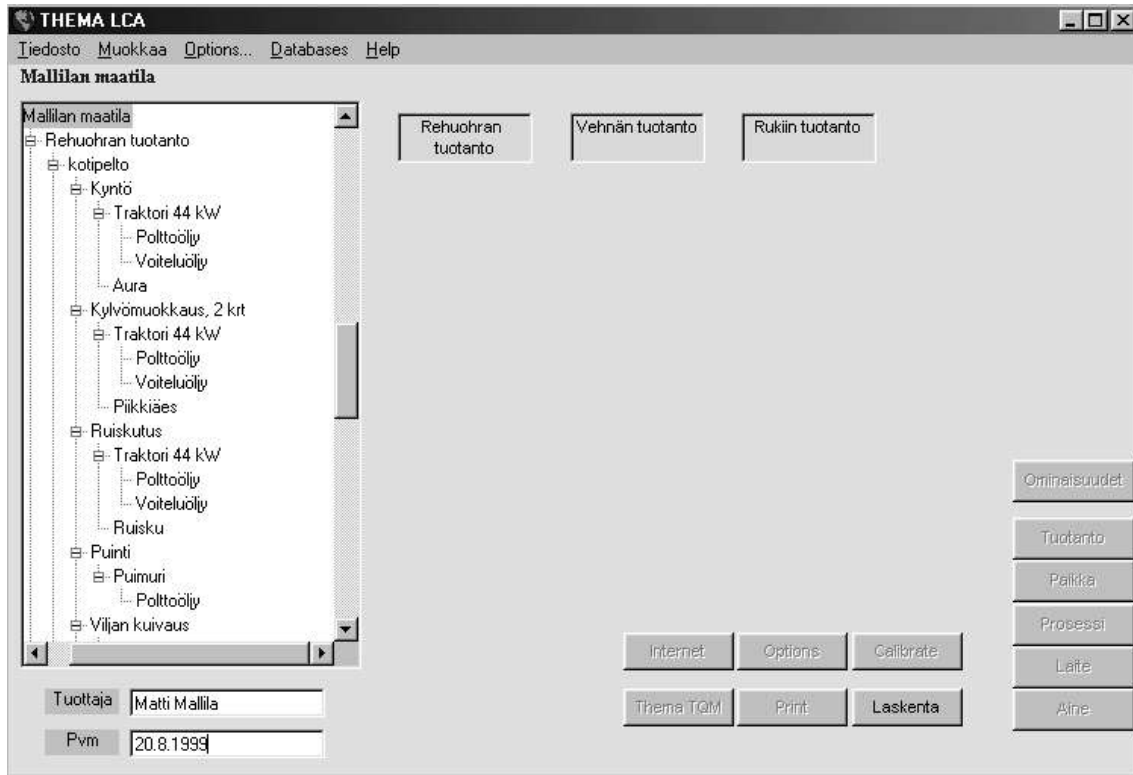 THEMA LCA
Tiedosto Muokkaa Options... Databases Help
Mallilan maatila
Mallilan maatila
Rehuohran tuotanto
kotipelto
Kyntö
Traktori 44 kW
Polttoöljy
Voiteluöljy
Aura
Kylvömuokkaus, 2 krt
Traktori 44 kW
Polttoöljy
Voiteluöljy
Piikkiäes
Ruiskutus
Traktori 44 kW
Polttoöljy
Voiteluöljy
Ruisku
Puinti
Puimuri
Polttoöljy
Viljan kuivaus
Rehuohran
tuotanto
Vehnän tuotanto
Rukiin tuotanto
Ominaisuudet
Tuotanto
Paikka
Prosessi
Laite
Aine
Internet Options Calibrate
Thema TQM Print Laskenta
Tuottaja Matti Mallila
Pvm 20.8.1999